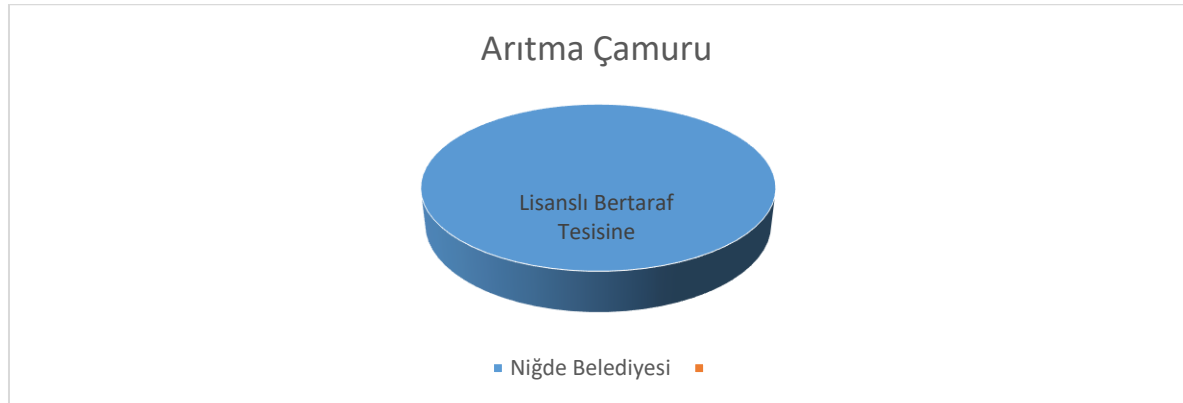 Arıtma Çamuru
Lisanslı Bertaraf
Tesisine
Niğde Belediyesi